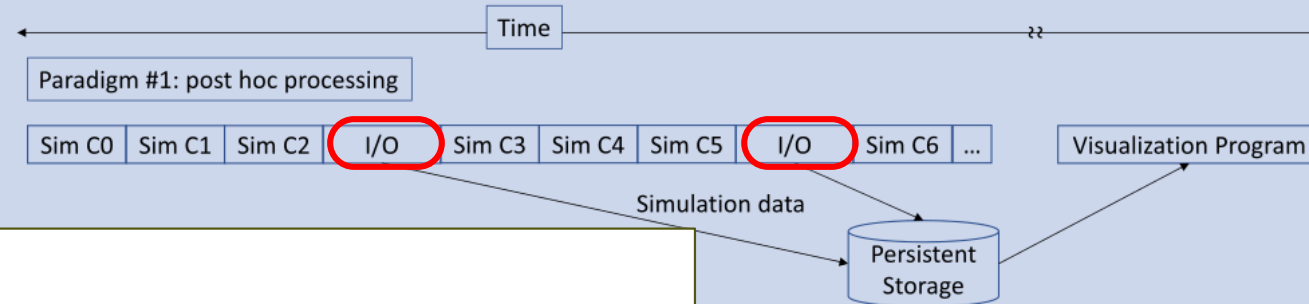 Time
Paradigm #1: post hoc processing
Sim C0 Sim C1 Sim C2 I/O Sim C3 Sim C4 Sim C5 I/O Sim C6 ... Visualization Program
Simulation data
Persistent
Storage